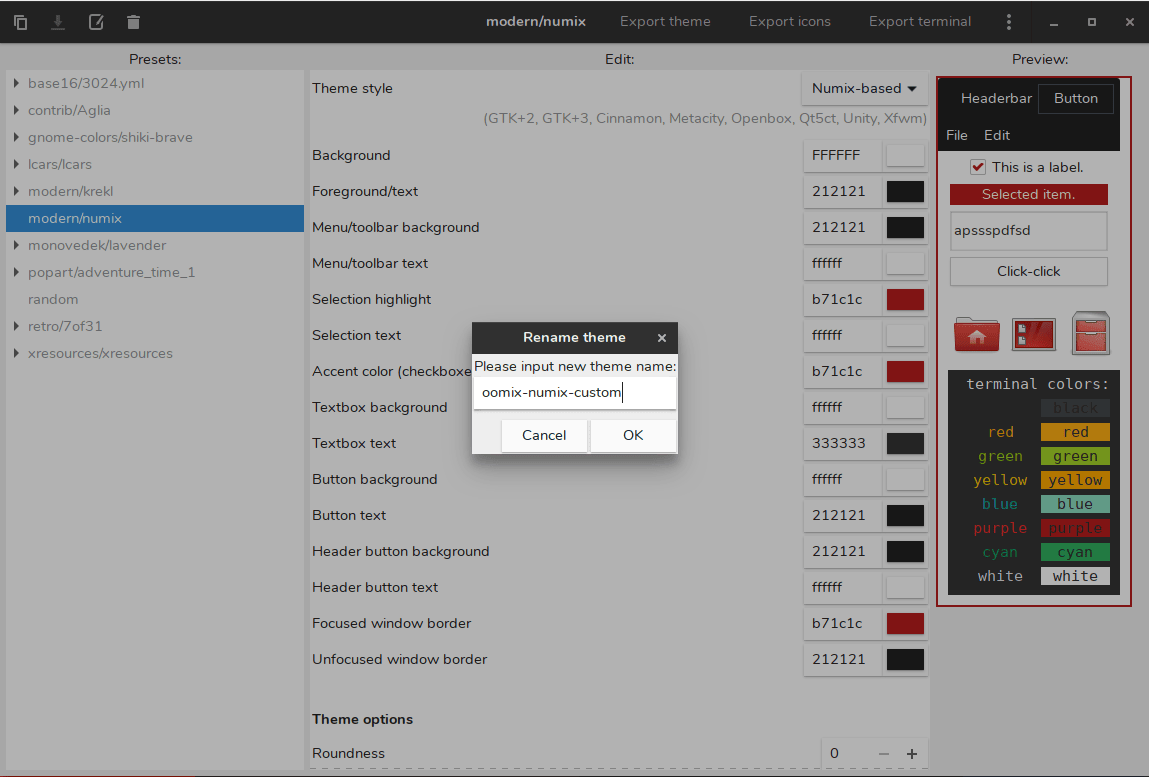 modern/numix Export theme Export icons Export terminal
Presets: Edit: Preview:
base16/3024.yml
contrib/Aglia
gnome-colors/shiki-brave
lcars/lcars
modern/krekl
modern/numix
monovedek/lavender
popart/adventure_time_1
random
retro/7of31
xresources/xresources
Theme style Numix-based
(GTK+2, GTK+3, Cinnamon, Metacity, Openbox, Qt5ct, Unity, Xfwm)
Background FFFFFF
Foreground/text 212121
Menu/toolbar background 212121
Menu/toolbar text ffffff
Selection highlight b71c1c
Selection text ffffff
Accent color (checkboxe b71c1c
Textbox background ffffff
Textbox text 333333
Button background ffffff
Button text 212121
Header button background 212121
Header button text ffffff
Focused window border b71c1c
Unfocused window border 212121
Theme options
Roundness 0
Rename theme
Please input new theme name:
oomix-numix-custom
Cancel OK
Headerbar Button
File Edit
This is a label.
Selected item.
apssspdfsd
Click-click
terminal colors:
black
red red
green green
yellow yellow
blue blue
purple purple
cyan cyan
white white